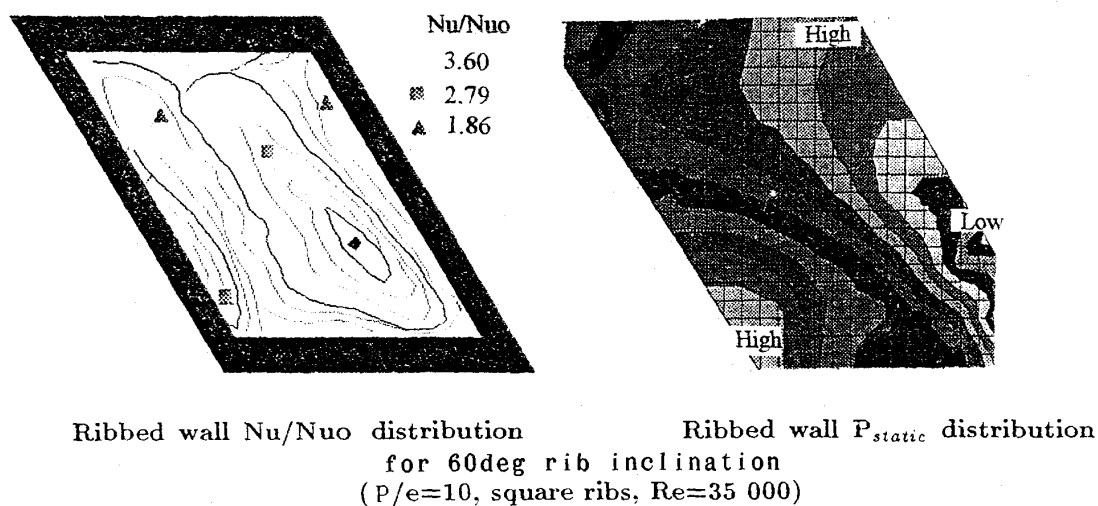 Nu/Nuo
3.60
2.79
1.86
High
Low
High
Ribbed wall Nu/Nuo distribution
Ribbed wall P_static distribution
for 60deg rib inclination
(P/e=10, square ribs, Re=35 000)